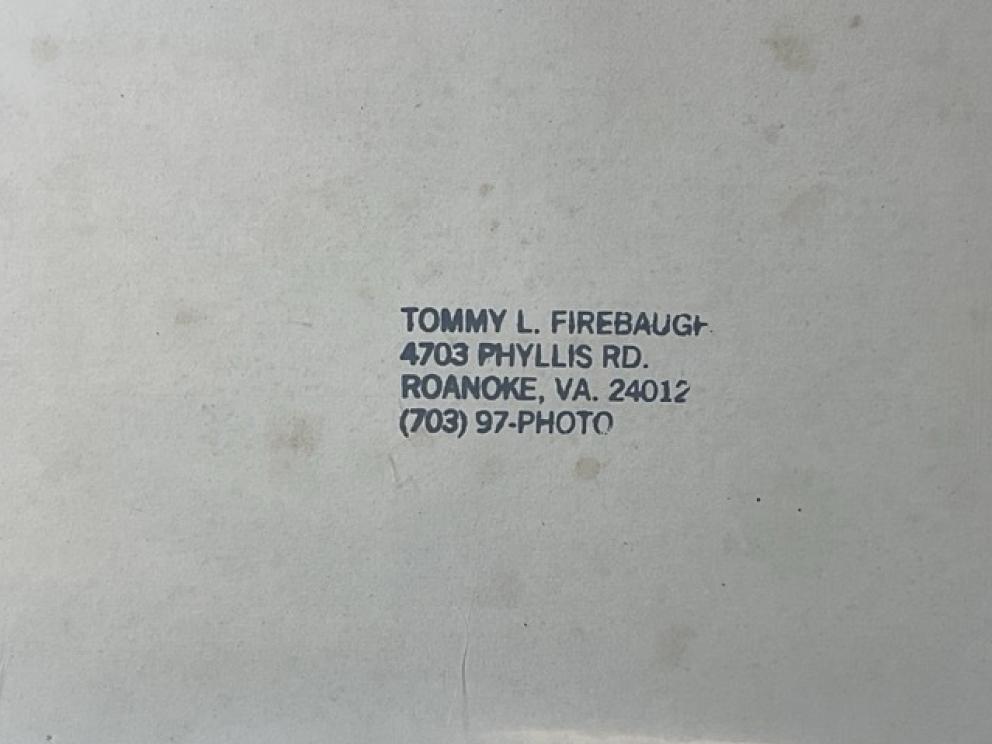 TOMMY L. FIREBAUGH
4703 PHYLLIS RD.
ROANOKE, VA. 24012
(703) 97-PHOTO